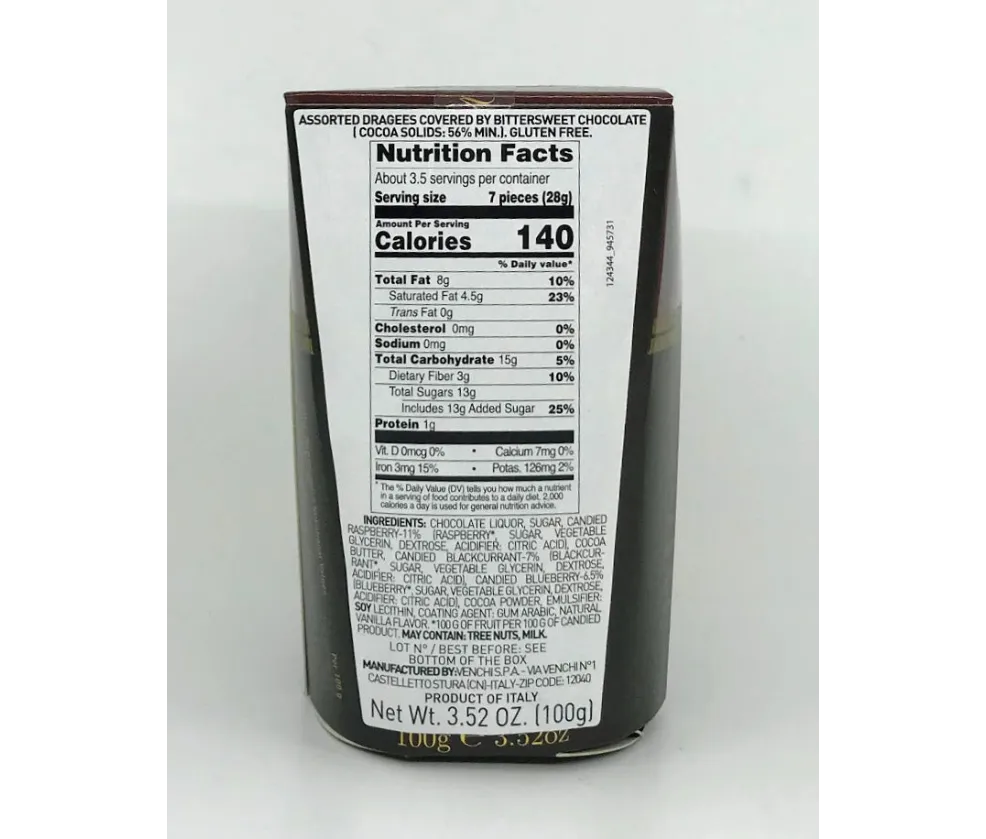 ASSORTED DRAGEES COVERED BY BITTERSWEET CHOCOLATE
( COCOA SOLIDS: 56% MIN.). GLUTEN FREE.
Nutrition Facts
About 3.5 servings per container
Serving size 7 pieces (28g)
Amount Per Serving
Calories 140
% Daily value*
Total Fat 8g 10%
Saturated Fat 4.5g 23%
Trans Fat 0g
Cholesterol 0mg 0%
Sodium 0mg 0%
Total Carbohydrate 15g 5%
Dietary Fiber 3g 10%
Total Sugars 13g
Includes 13g Added Sugar 25%
Protein 1g
Vit. D 0mcg 0% • Calcium 7mg 0%
Iron 3mg 15% • Potas. 126mg 2%
* The % Daily Value (DV) tells you how much a nutrient
in a serving of food contributes to a daily diet. 2,000
calories a day is used for general nutrition advice.
124344_945731
INGREDIENTS: CHOCOLATE LIQUOR, SUGAR, CANDIED
RASPBERRY-11% (RASPBERRY*, SUGAR, VEGETABLE
GLYCERIN, DEXTROSE, ACIDIFIER: CITRIC ACID), COCOA
BUTTER, CANDIED BLACKCURRANT-7% (BLACKCUR-
RANT*, SUGAR, VEGETABLE GLYCERIN, DEXTROSE,
ACIDIFIER: CITRIC ACID), CANDIED BLUEBERRY-6.5%
(BLUEBERRY*, SUGAR, VEGETABLE GLYCERIN, DEXTROSE,
ACIDIFIER: CITRIC ACID), COCOA POWDER, EMULSIFIER:
SOY LECITHIN, COATING AGENT: GUM ARABIC, NATURAL
VANILLA FLAVOR. *100 G OF FRUIT PER 100 G OF CANDIED
PRODUCT. MAY CONTAIN: TREE NUTS, MILK.
LOT N° / BEST BEFORE: SEE
BOTTOM OF THE BOX
MANUFACTURED BY:VENCHI S.P.A. - VIA VENCHI N°1
CASTELLETTO STURA (CN)-ITALY-ZIP CODE: 12040
PRODUCT OF ITALY
Net Wt. 3.52 OZ. (100g)
100g e 3.52oz